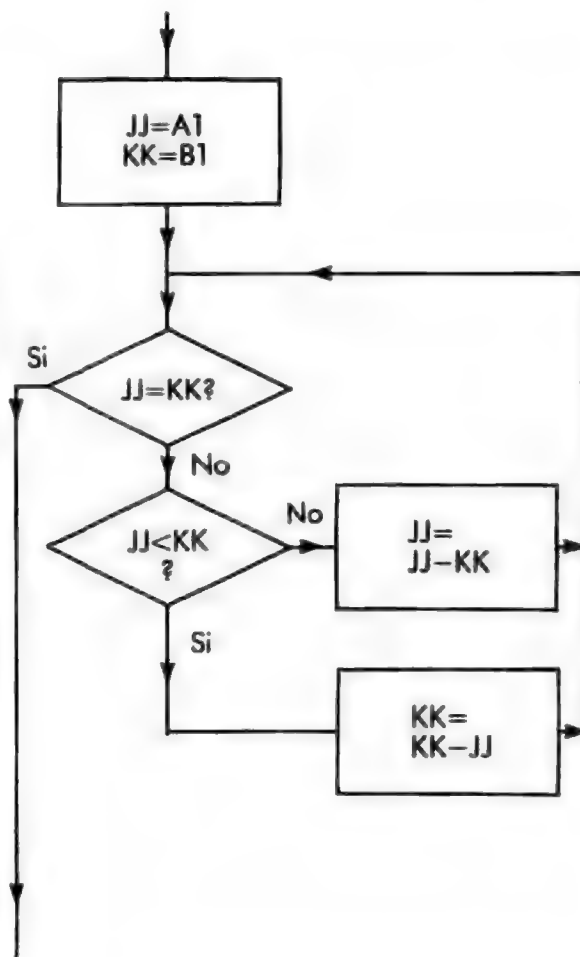 JJ=A1
KK=B1
Si
JJ=KK?
No
JJ<KK
?
No
JJ=
JJ-KK
Si
KK=
KK-JJ